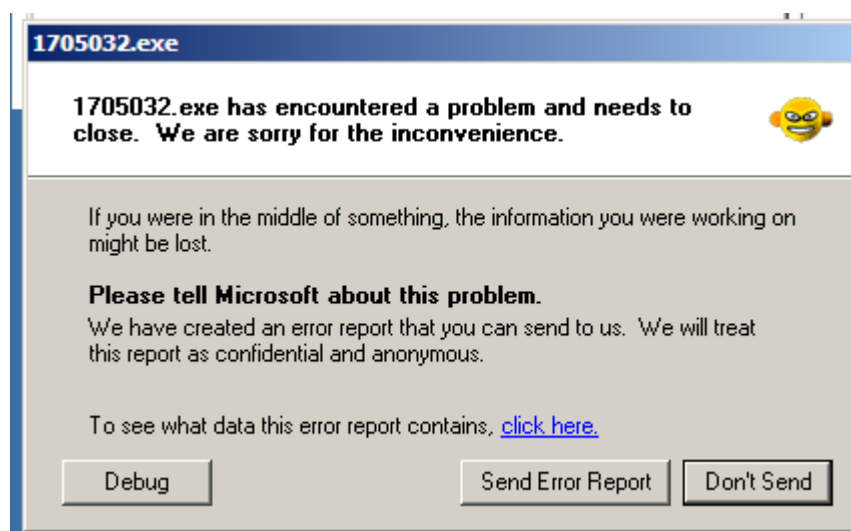 1705032.exe
1705032.exe has encountered a problem and needs to
close.  We are sorry for the inconvenience.
If you were in the middle of something, the information you were working on
might be lost.
Please tell Microsoft about this problem.
We have created an error report that you can send to us.  We will treat
this report as confidential and anonymous.
To see what data this error report contains, click here.
Debug
Send Error Report
Don't Send